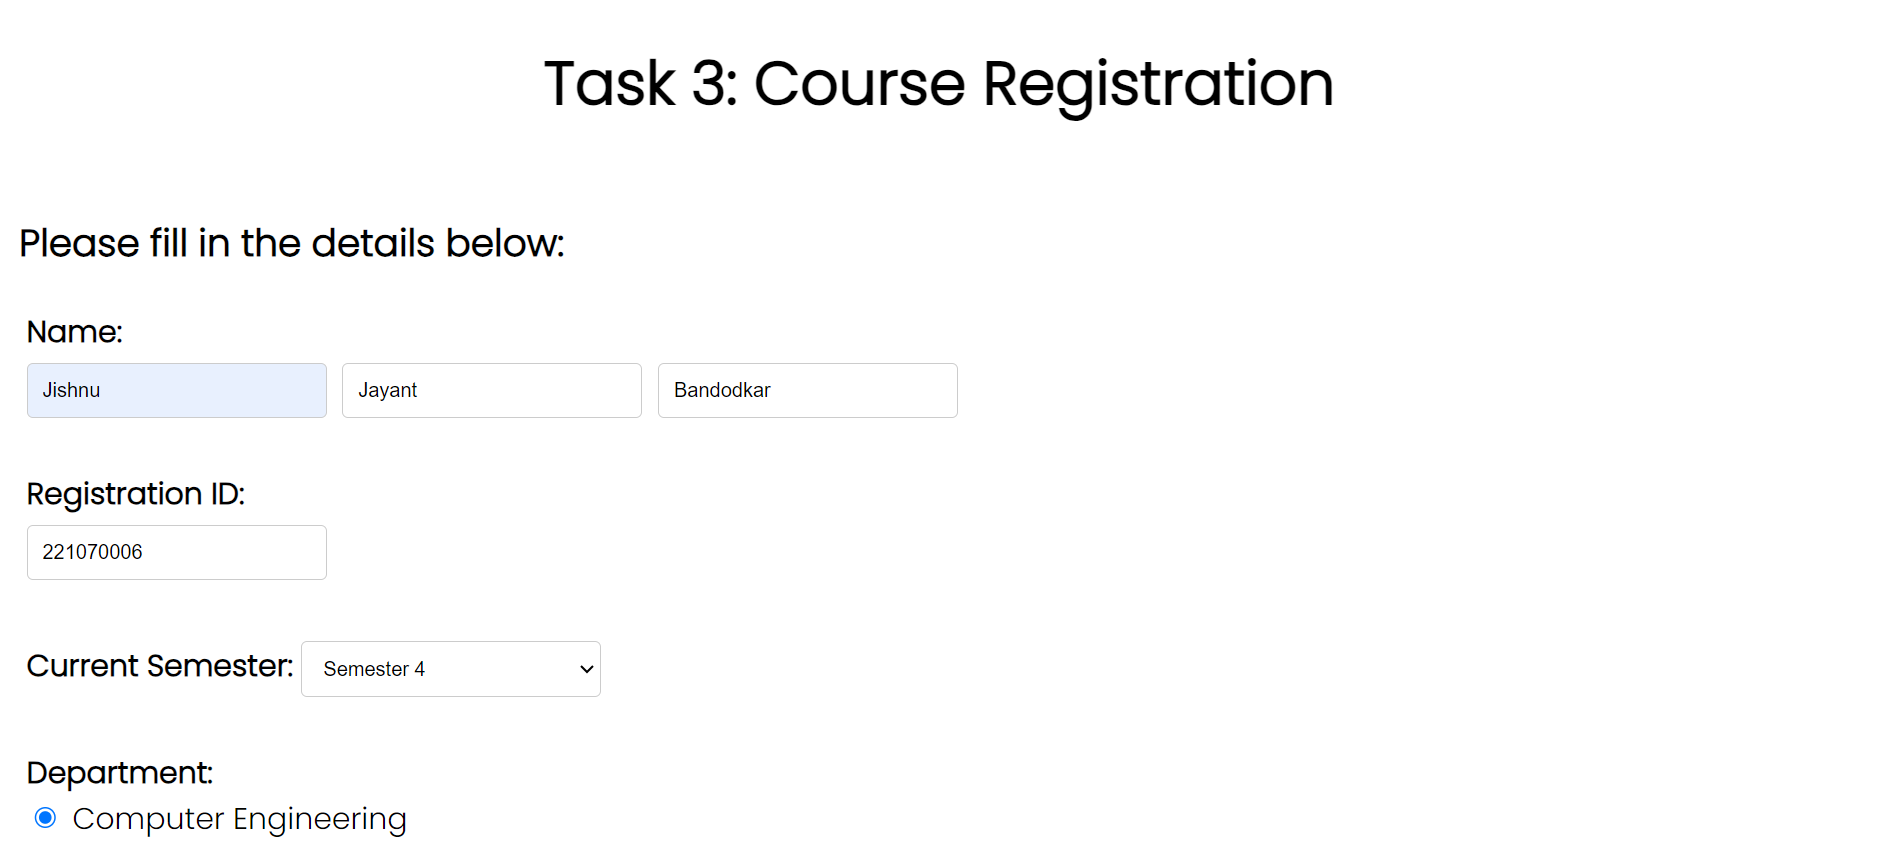 Task 3: Course Registration
Please fill in the details below:
Name:
Jishnu Jayant Bandodkar
Registration ID:
221070006
Current Semester: Semester 4
Department:
Computer Engineering